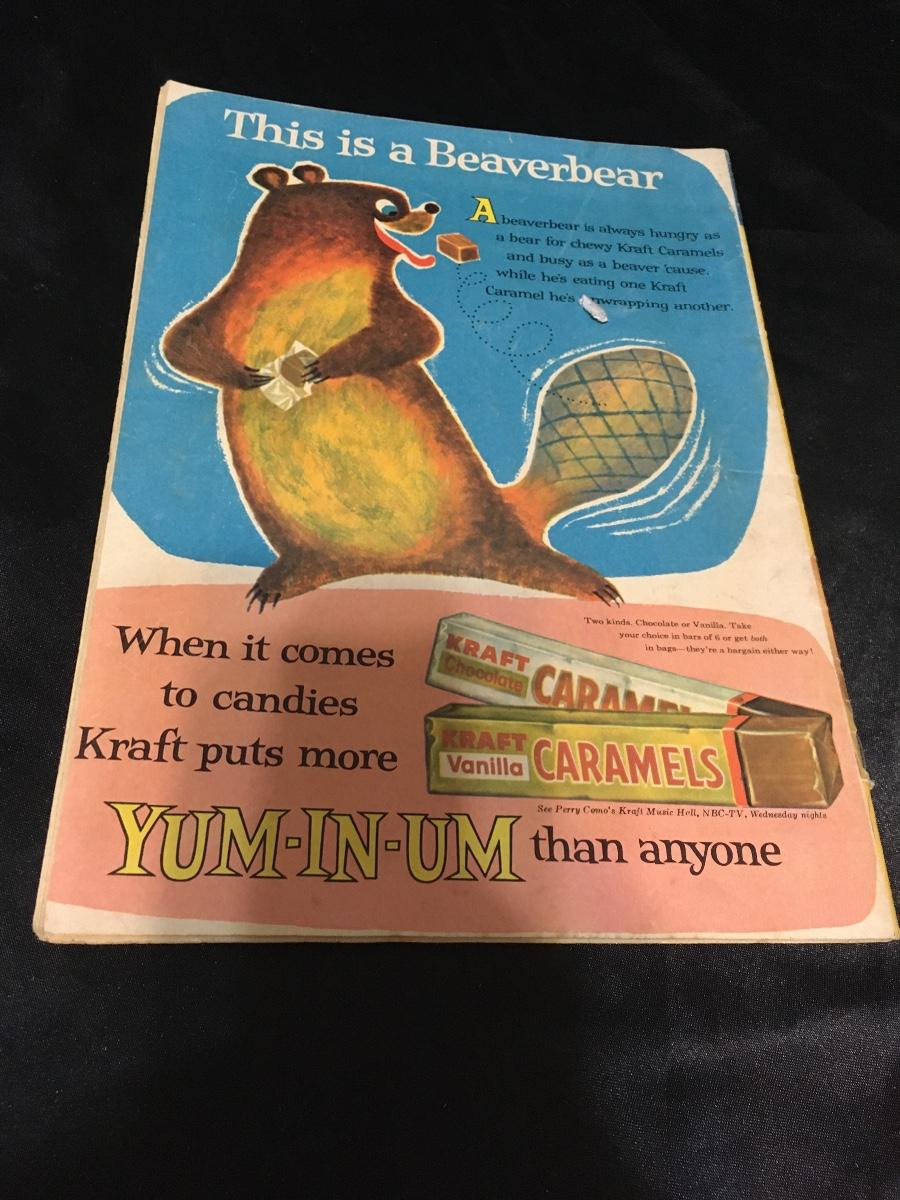 This is a Beaverbear
A beaverbear is always hungry as
a bear for chewy Kraft Caramels
and busy as a beaver 'cause,
while he's eating one Kraft
Caramel he's unwrapping another.
When it comes
to candies
Kraft puts more
YUM-IN-UM than anyone
Two kinds. Chocolate or Vanilla. Take
your choice in bars of 6 or get both
in bags—they're a bargain either way!
KRAFT
Chocolate
CARAMEL
KRAFT
Vanilla
CARAMELS
See Perry Como's Kraft Music Hall, NBC-TV, Wednesday nights